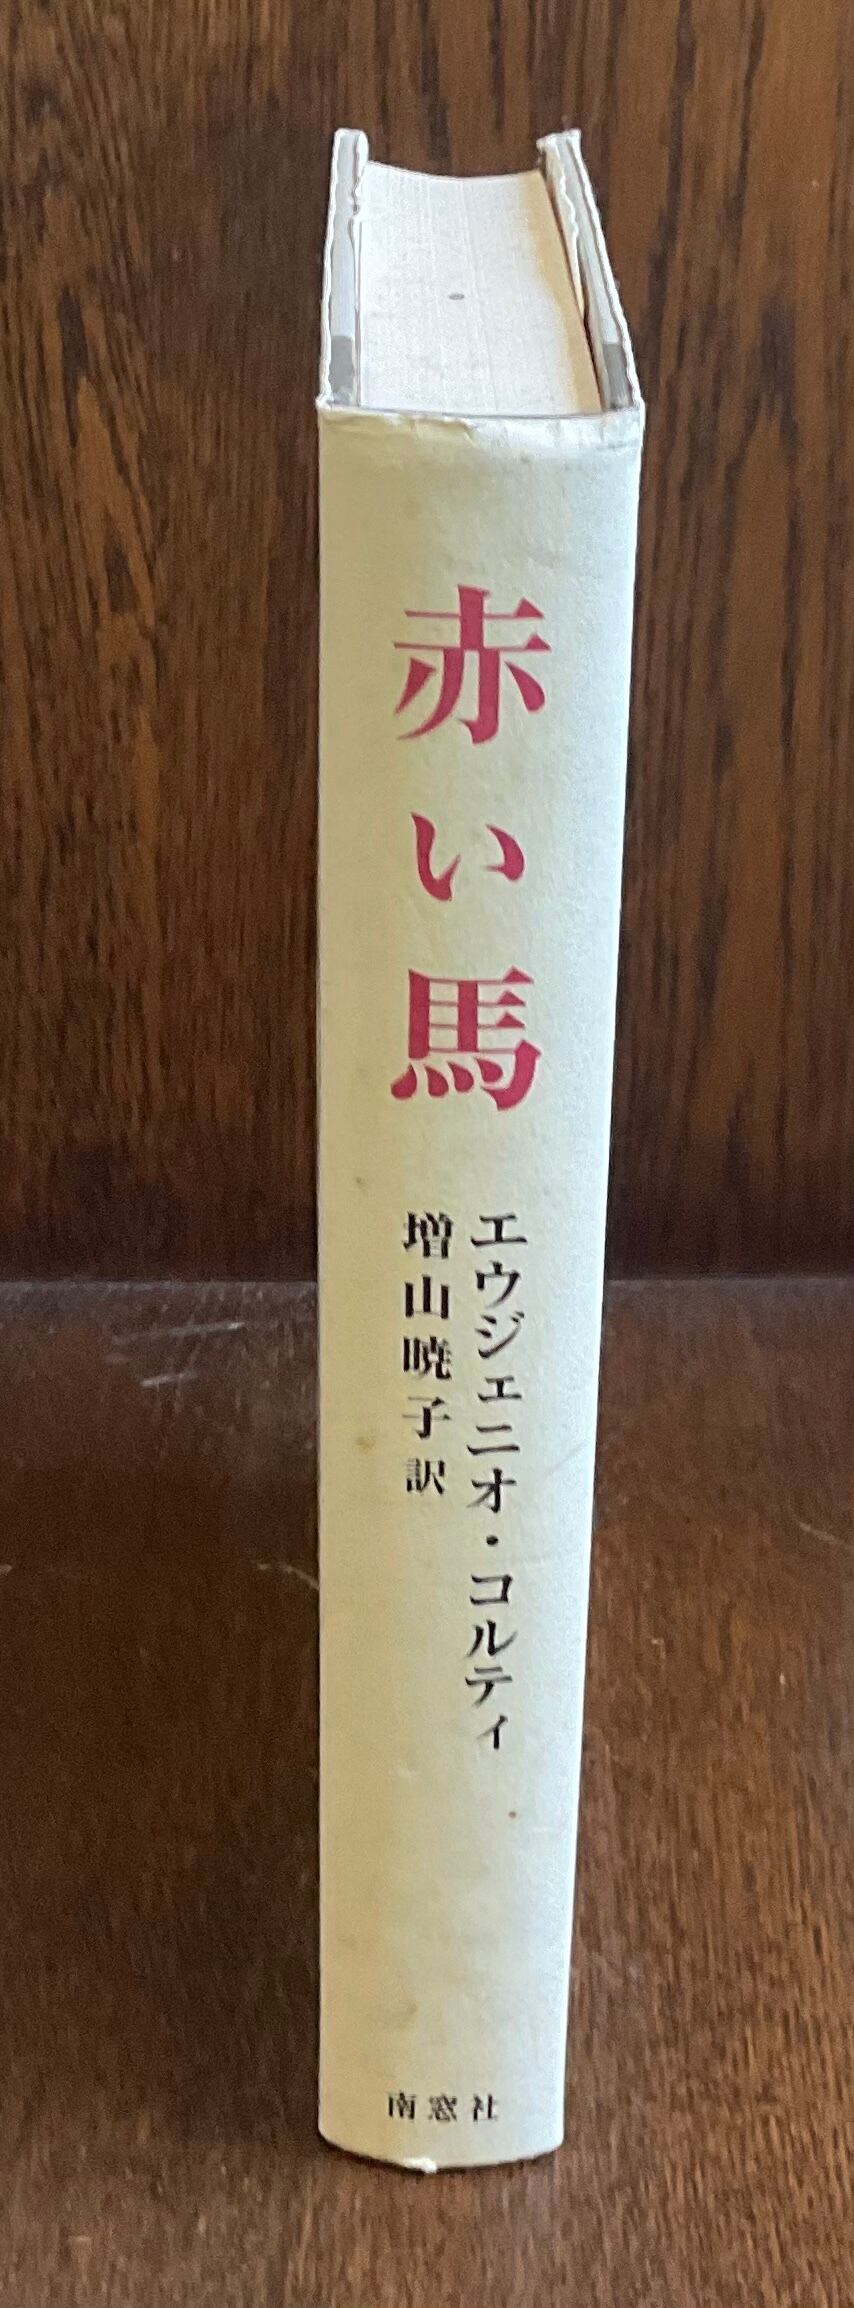 赤い馬
エウジェニオ・コルティ
増山暁子訳
南窓社